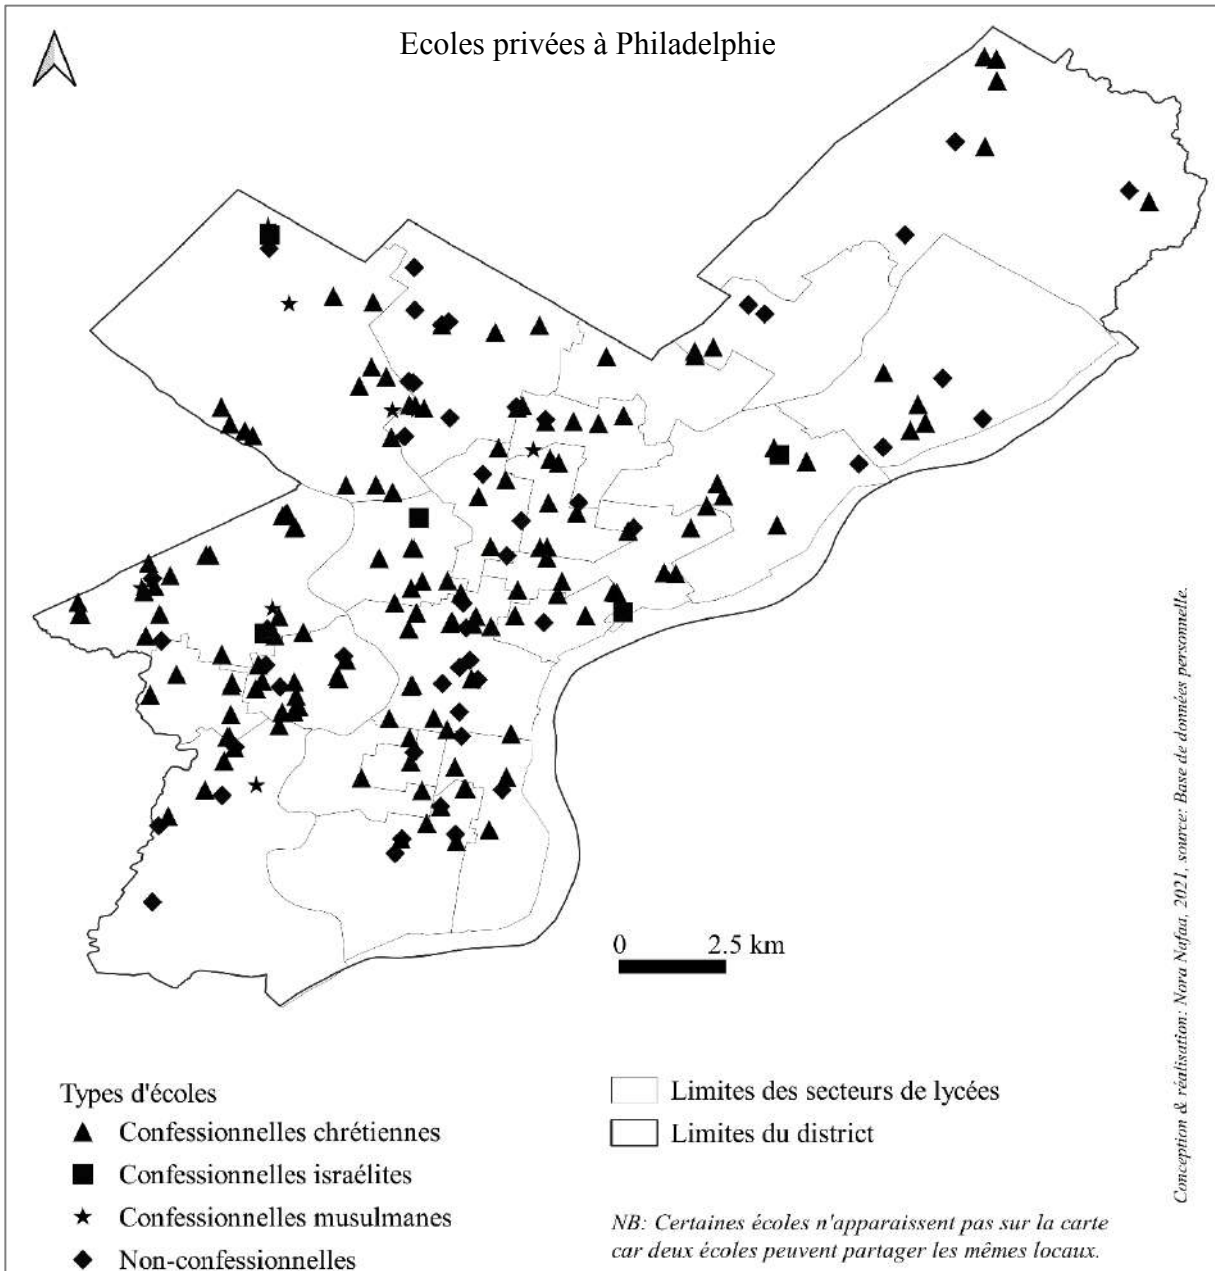 Ecoles privées à Philadelphie
0 2.5 km
Types d'écoles
Confessionnelles chrétiennes
Confessionnelles israélites
Confessionnelles musulmanes
Non-confessionnelles
Limites des secteurs de lycées
Limites du district
NB: Certaines écoles n'apparaissent pas sur la carte
car deux écoles peuvent partager les mêmes locaux.
Conception & réalisation: Nora Nafaa, 2021, source: Base de données personnelle.